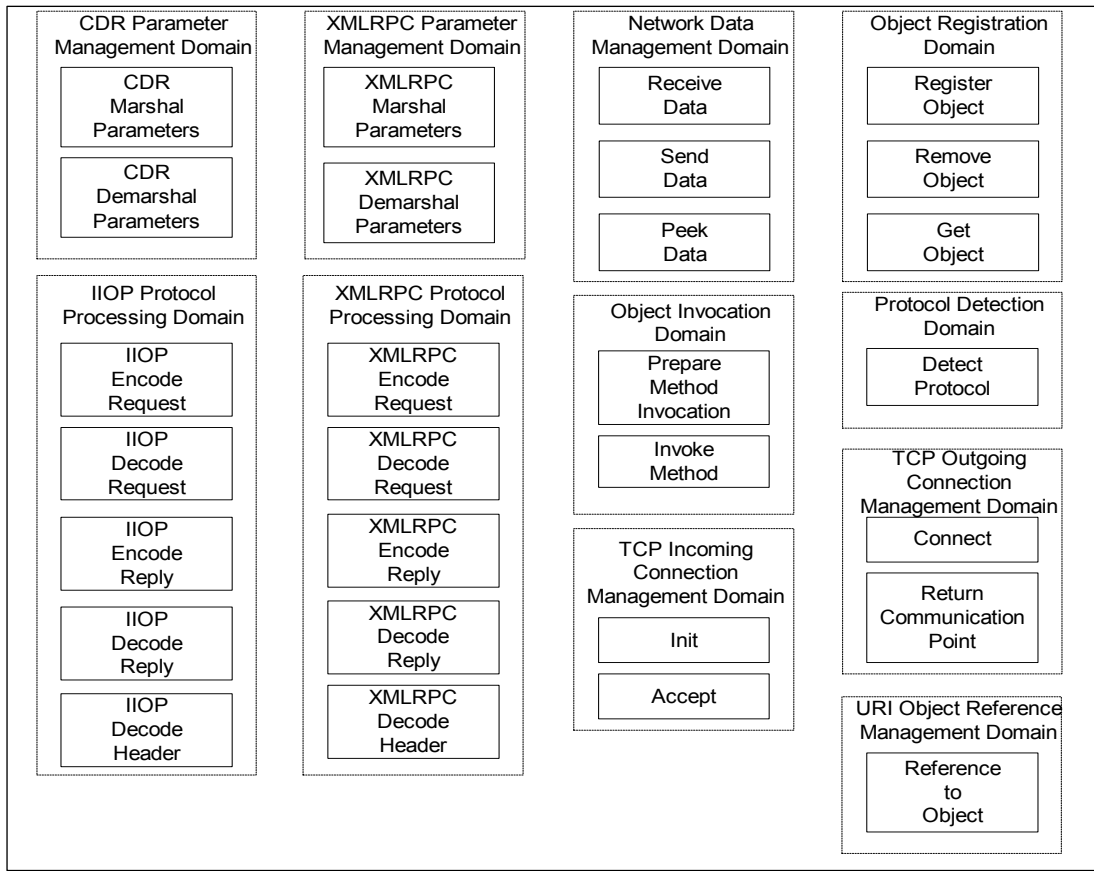 CDR Parameter
Management Domain
CDR
Marshal
Parameters
CDR
Demarshal
Parameters
IIOP Protocol
Processing Domain
IIOP
Encode
Request
IIOP
Decode
Request
IIOP
Encode
Reply
IIOP
Decode
Reply
IIOP
Decode
Header
XMLRPC Parameter
Management Domain
XMLRPC
Marshal
Parameters
XMLRPC
Demarshal
Parameters
XMLRPC Protocol
Processing Domain
XMLRPC
Encode
Request
XMLRPC
Decode
Request
XMLRPC
Encode
Reply
XMLRPC
Decode
Reply
XMLRPC
Decode
Header
Network Data
Management Domain
Receive
Data
Send
Data
Peek
Data
Object Invocation
Domain
Prepare
Method
Invocation
Invoke
Method
TCP Incoming
Connection
Management Domain
Init
Accept
Object Registration
Domain
Register
Object
Remove
Object
Get
Object
Protocol Detection
Domain
Detect
Protocol
TCP Outgoing
Connection
Management Domain
Connect
Return
Communication
Point
URI Object Reference
Management Domain
Reference
to
Object